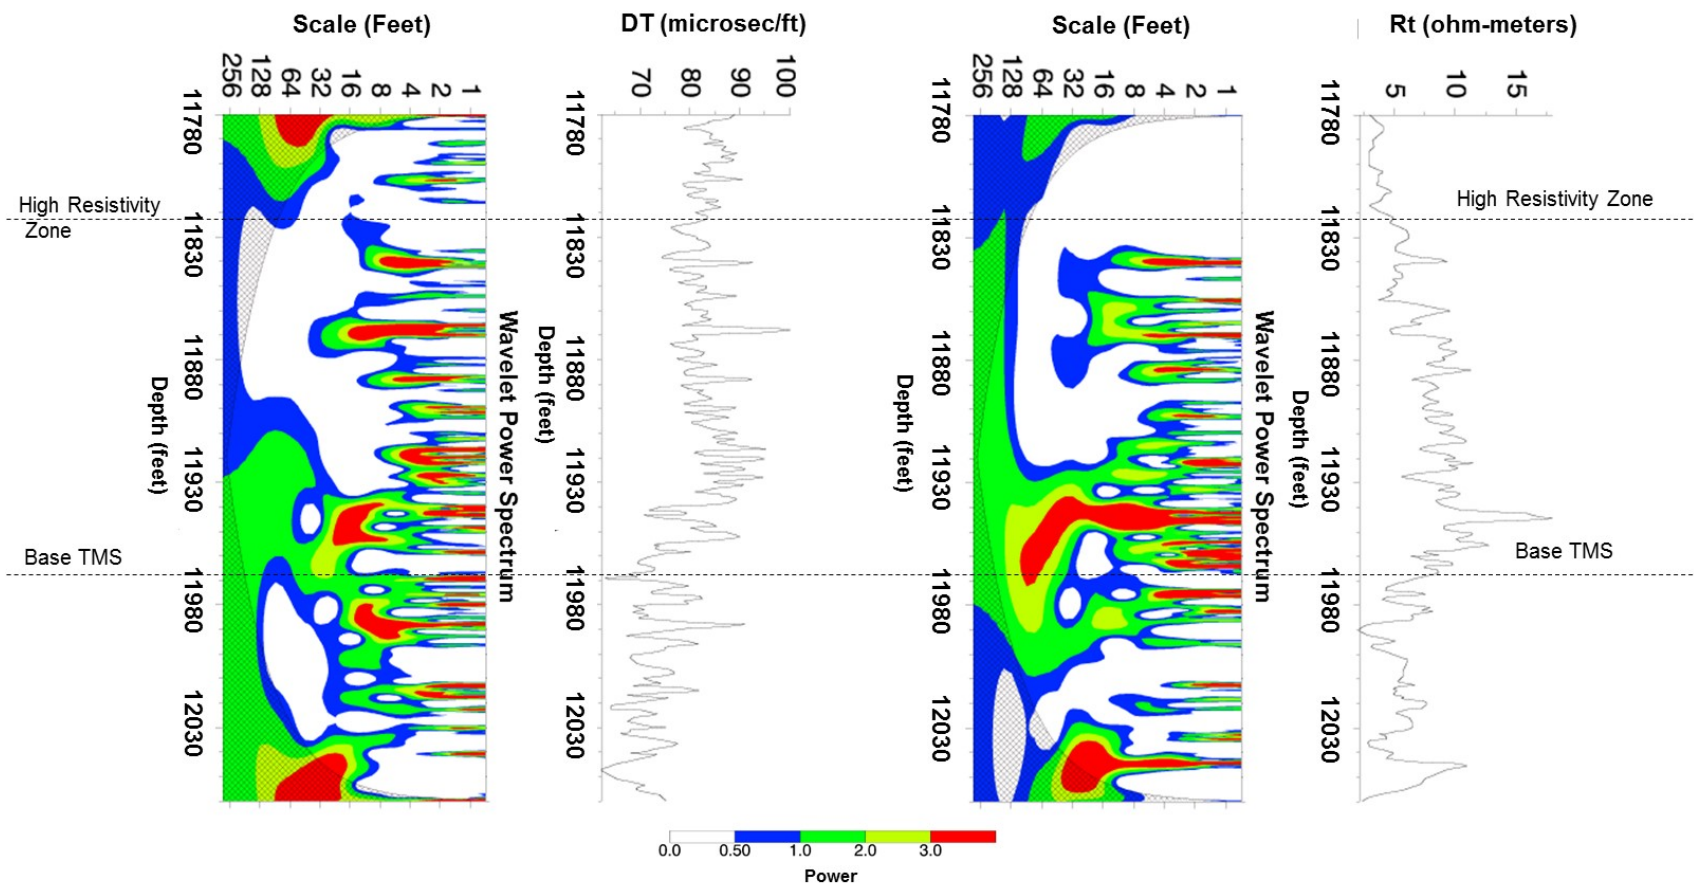 Scale (Feet)
DT (microsec/ft)
Scale (Feet)
Rt (ohm-meters)
256 128 64 32 16 8 4 2 1
70 80 90 100
256 128 64 32 16 8 4 2 1
5 10 15
11780 11830 11880 11930 11980 12030
Depth (feet)
Wavelet Power Spectrum
11780 11830 11880 11930 11980 12030
Depth (feet)
11780 11830 11880 11930 11980 12030
Depth (feet)
Wavelet Power Spectrum
11780 11830 11880 11930 11980 12030
Depth (feet)
High Resistivity
Zone
High Resistivity Zone
Base TMS
Base TMS
0.0 0.50 1.0 2.0 3.0
Power